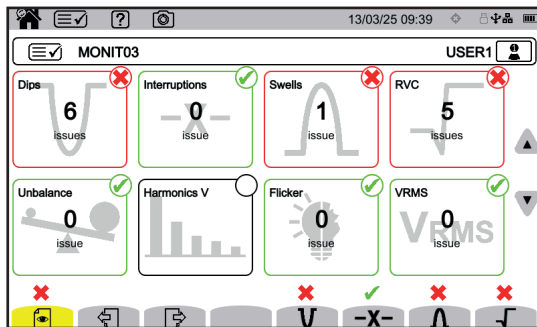 ?
13/03/25 09:39
MONIT03
USER1
Dips
6
issues
Interruptions
0
issue
Swells
1
issue
RVC
5
issues
Unbalance
0
issue
Harmonics V
Flicker
0
issue
VRMS
VRMS
0
issue
-X-